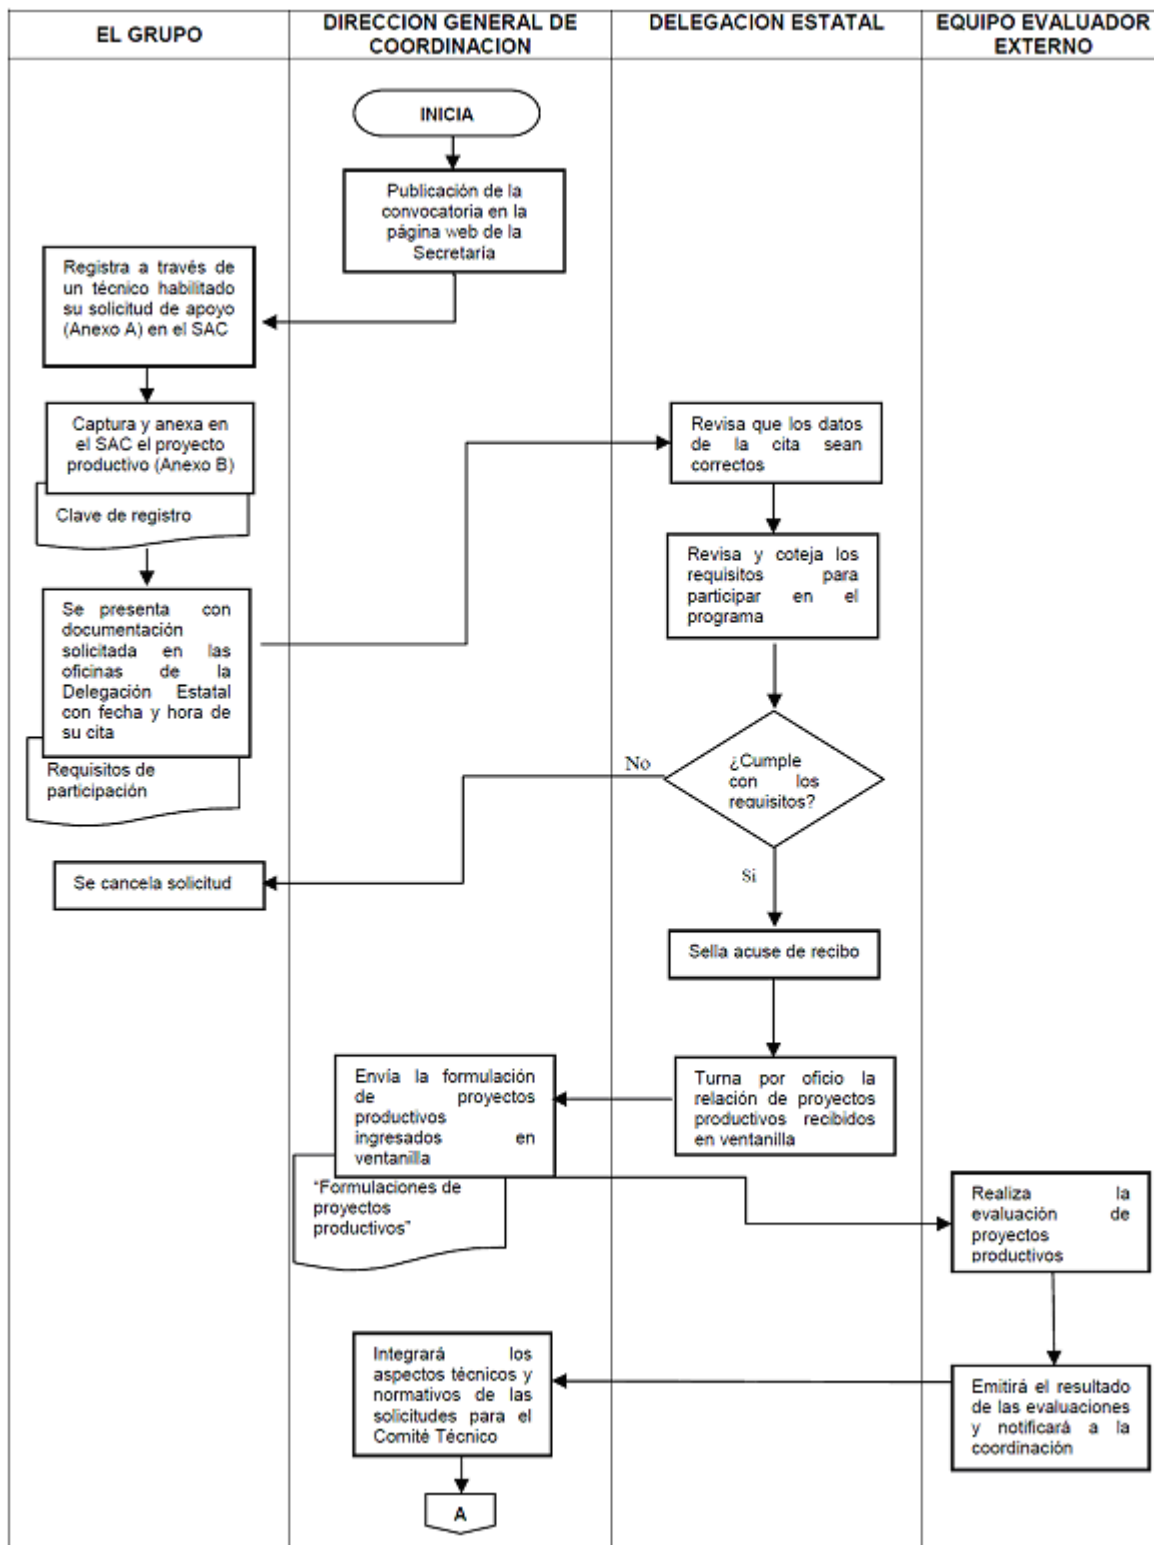 EL GRUPO
DIRECCION GENERAL DE
COORDINACION
DELEGACION ESTATAL
EQUIPO EVALUADOR
EXTERNO
INICIA
Publicación de la
convocatoria en la
página web de la
Secretaría
Registra a través de
un técnico habilitado
su solicitud de apoyo
(Anexo A) en el SAC
Captura y anexa en
el SAC el proyecto
productivo (Anexo B)
Clave de registro
Revisa que los datos
de la cita sean
correctos
Revisa y coteja los
requisitos para
participar en el
programa
Se presenta con
documentación
solicitada en las
oficinas de la
Delegación Estatal
con fecha y hora de
su cita
Requisitos de
participación
No
¿Cumple
con los
requisitos?
Si
Se cancela solicitud
Sella acuse de recibo
Turna por oficio la
relación de proyectos
productivos recibidos
en ventanilla
Envía la formulación
de proyectos
productivos
ingresados en
ventanilla
“Formulaciones de
proyectos
productivos”
Realiza la
evaluación de
proyectos
productivos
Emitirá el resultado
de las evaluaciones
y notificará a la
coordinación
Integrará los
aspectos técnicos y
normativos de las
solicitudes para el
Comité Técnico
A